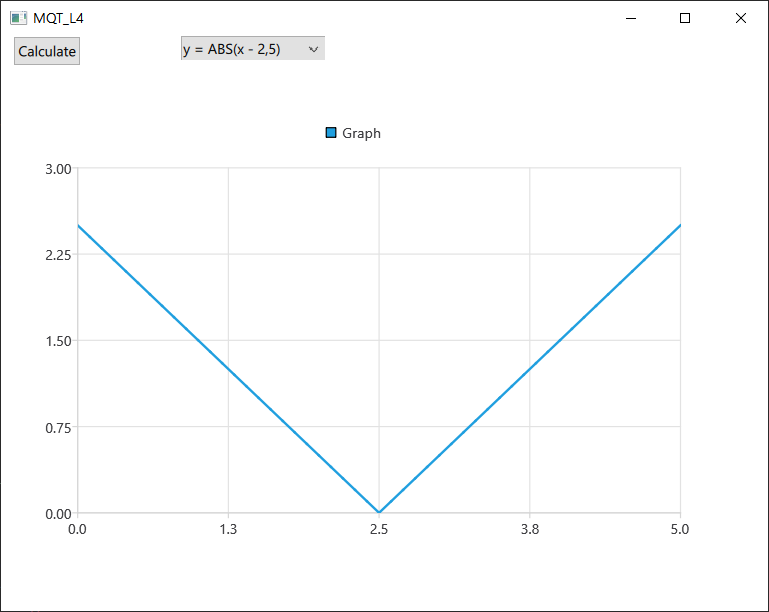 MQT_L4
Calculate
y = ABS(x - 2,5)
Graph
3.00
2.25
1.50
0.75
0.00
0.0 1.3 2.5 3.8 5.0